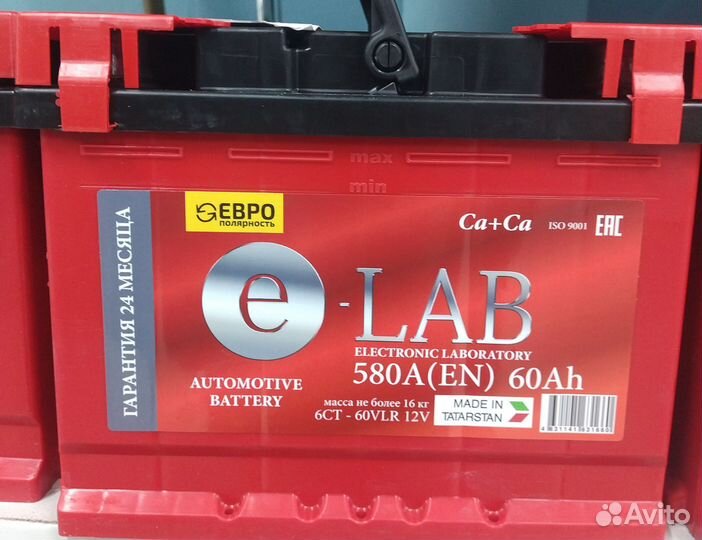 max
min
ЕВРО
полярность
Ca+Ca
ISO 9001
EAC
ГАРАНТИЯ 24 МЕСЯЦА
e-LAB
ELECTRONIC LABORATORY
580A(EN) 60Ah
AUTOMOTIVE
BATTERY
масса не более 16 кг
6СТ - 60VLR 12V
MADE IN
TATARSTAN
Avito